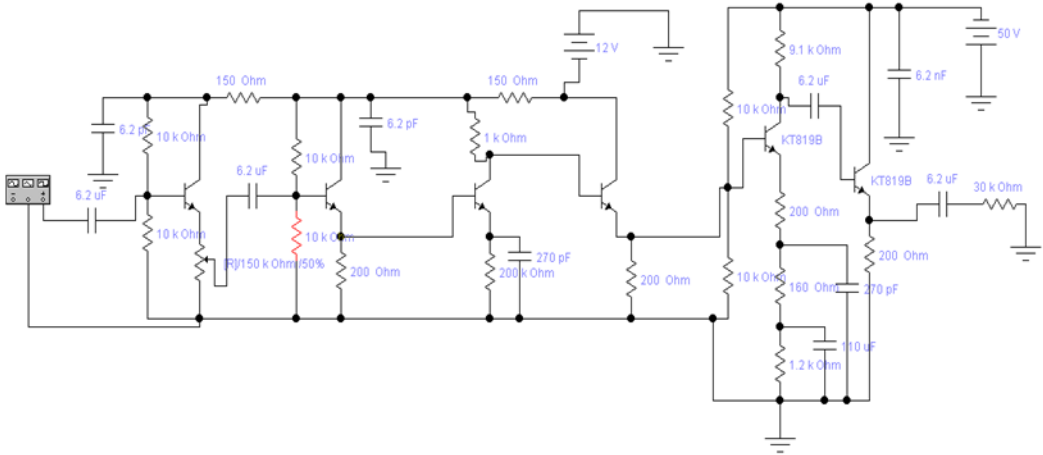 12 V
50 V
9.1 k Ohm
150 Ohm
150 Ohm
6.2 uF
6.2 nF
6.2 pF
10 k Ohm
6.2 pF
1 k Ohm
10 k Ohm
KT819B
10 k Ohm
6.2 uF
6.2 uF
KT819B
6.2 uF
30 k Ohm
10 k Ohm
10 k Ohm
200 Ohm
[R]/150 k Ohm /50%
200 Ohm
270 pF
200 k Ohm
200 Ohm
10 k Ohm
160 Ohm
270 pF
200 Ohm
110 uF
1.2 k Ohm